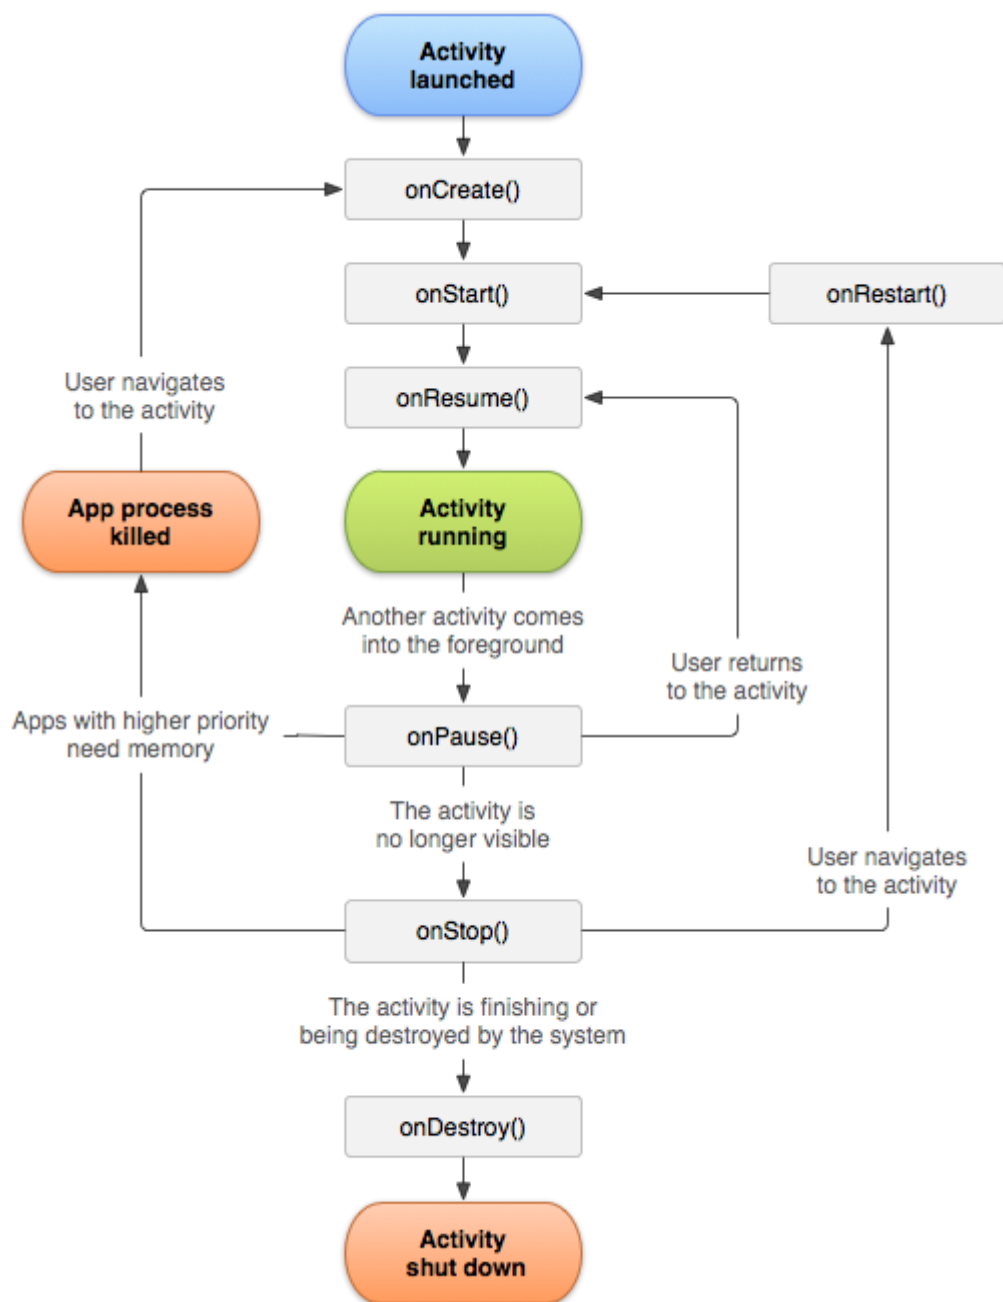 Activity
launched
onCreate()
onStart()
onRestart()
User navigates
to the activity
onResume()
App process
killed
Activity
running
Another activity comes
into the foreground
User returns
to the activity
Apps with higher priority
need memory
onPause()
The activity is
no longer visible
User navigates
to the activity
onStop()
The activity is finishing or
being destroyed by the system
onDestroy()
Activity
shut down